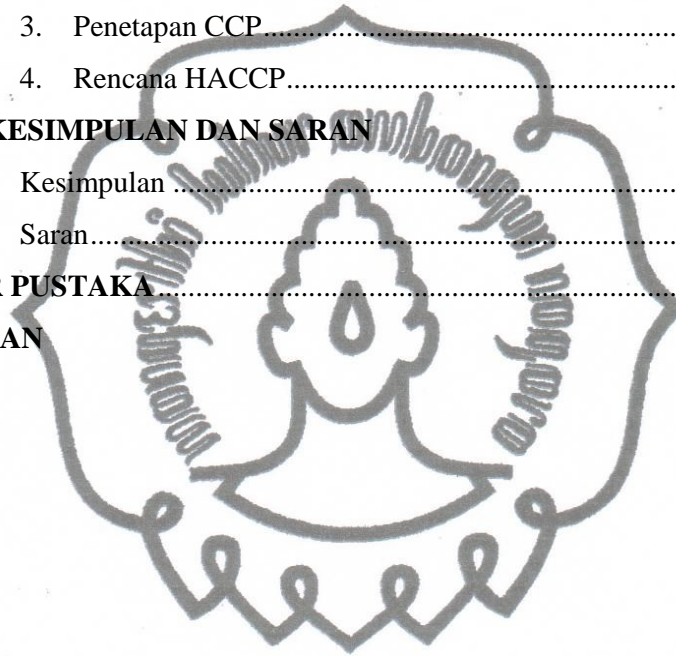 3. Penetapan CCP..........................................................
4. Rencana HACCP.......................................................
KESIMPULAN DAN SARAN
Kesimpulan .......................................................................
Saran..................................................................................
R PUSTAKA.........................................................................
AN